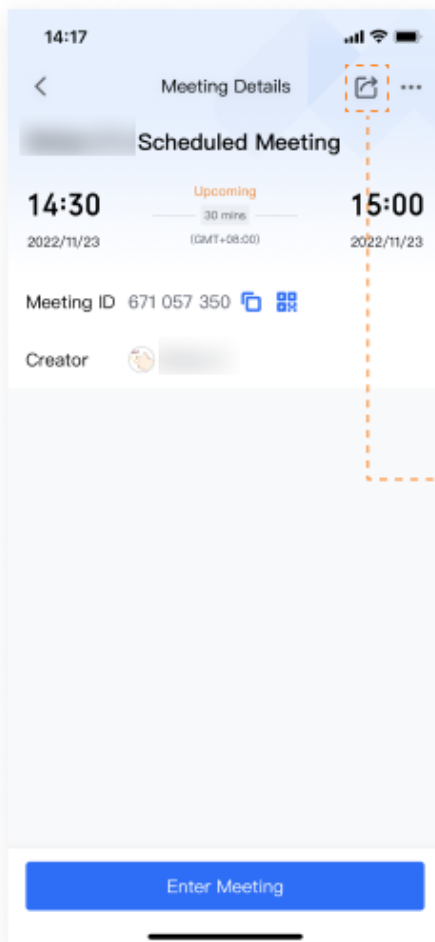 14:17
Meeting Details
Scheduled Meeting
14:30
Upcoming
30 mins
(GMT+08:00)
15:00
2022/11/23
2022/11/23
Meeting ID 671 057 350
Creator
Enter Meeting